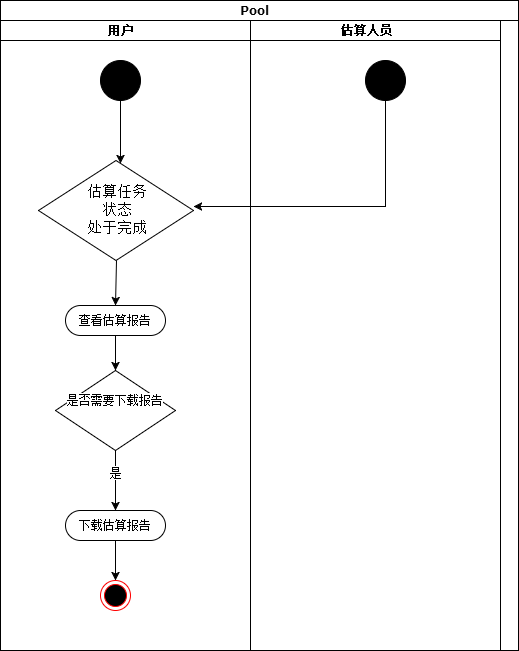 Pool
用户
估算人员
估算任务
状态
处于完成
查看估算报告
是否需要下载报告
是
下载估算报告